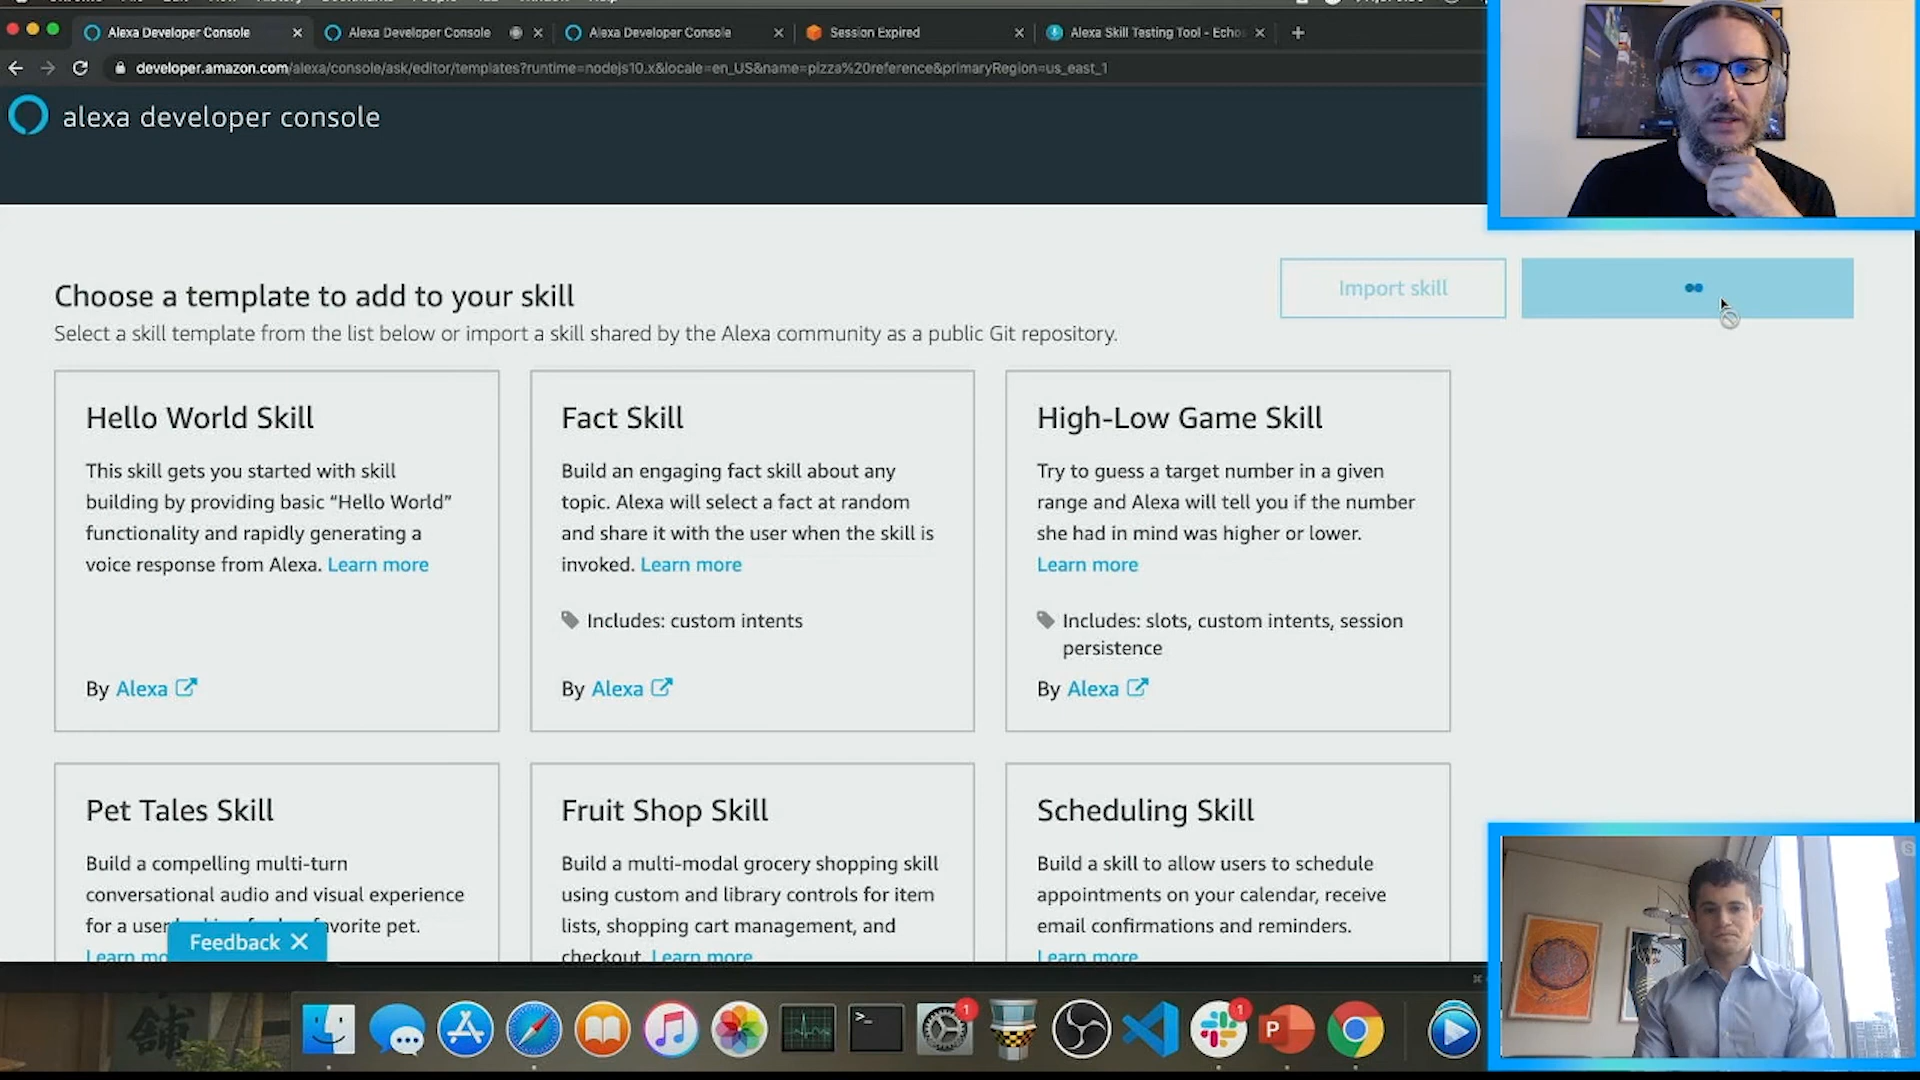 Alexa Developer Console
Alexa Developer Console
Alexa Developer Console
Session Expired
Alexa Skill Testing Tool - Echos
developer.amazon.com/alexa/console/ask/editor/templates?runtime=nodejs10.x&locale=en_US&name=pizza%20reference&primaryRegion=us_east_1
alexa developer console
Choose a template to add to your skill
Select a skill template from the list below or import a skill shared by the Alexa community as a public Git repository.
Import skill
Hello World Skill
This skill gets you started with skill
building by providing basic “Hello World”
functionality and rapidly generating a
voice response from Alexa. Learn more
By Alexa
Fact Skill
Build an engaging fact skill about any
topic. Alexa will select a fact at random
and share it with the user when the skill is
invoked. Learn more
Includes: custom intents
By Alexa
High-Low Game Skill
Try to guess a target number in a given
range and Alexa will tell you if the number
she had in mind was higher or lower.
Learn more
Includes: slots, custom intents, session
persistence
By Alexa
Pet Tales Skill
Build a compelling multi-turn
conversational audio and visual experience
for a user
Feedback
Fruit Shop Skill
Build a multi-modal grocery shopping skill
using custom and library controls for item
lists, shopping cart management, and
checkout. Learn more
Scheduling Skill
Build a skill to allow users to schedule
appointments on your calendar, receive
email confirmations and reminders.
Learn more
舖
1
1
P